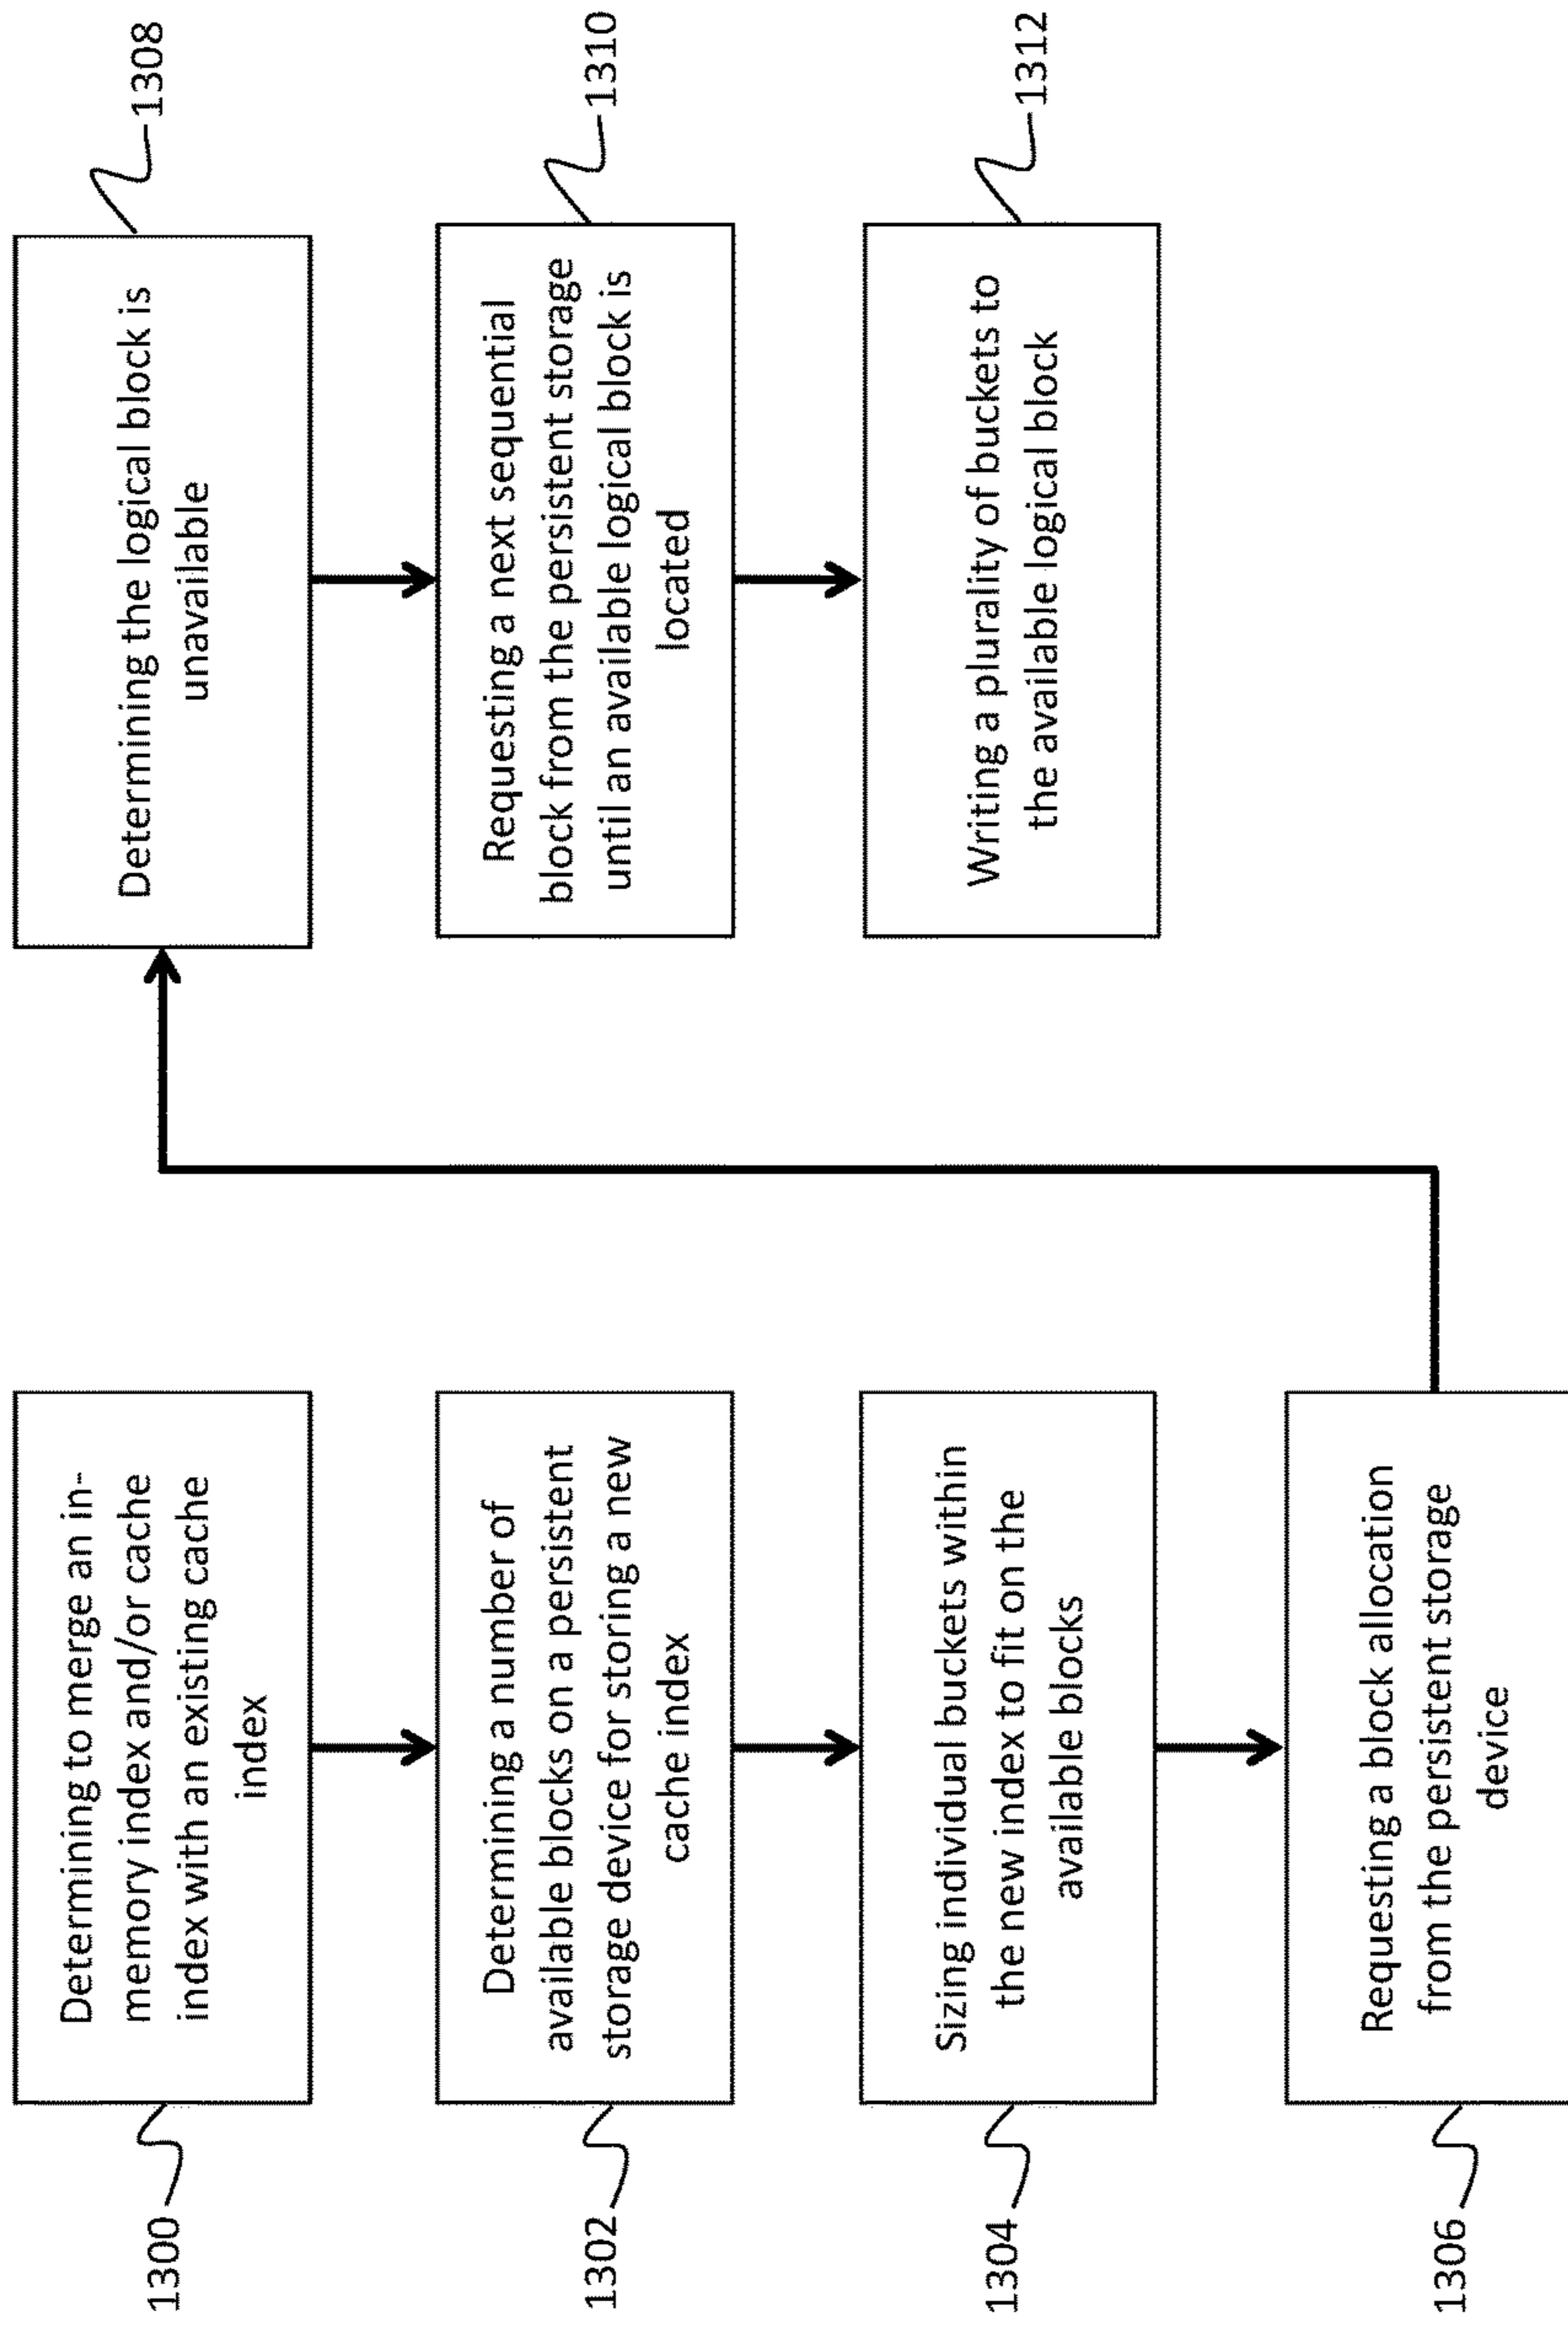 1300
Determining to merge an in-
memory index and/or cache
index with an existing cache
index
1302
Determining a number of
available blocks on a persistent
storage device for storing a new
cache index
1304
Sizing individual buckets within
the new index to fit on the
available blocks
1306
Requesting a block allocation
from the persistent storage
device
Determining the logical block is
unavailable
1308
Requesting a next sequential
block from the persistent storage
until an available logical block is
located
1310
Writing a plurality of buckets to
the available logical block
1312